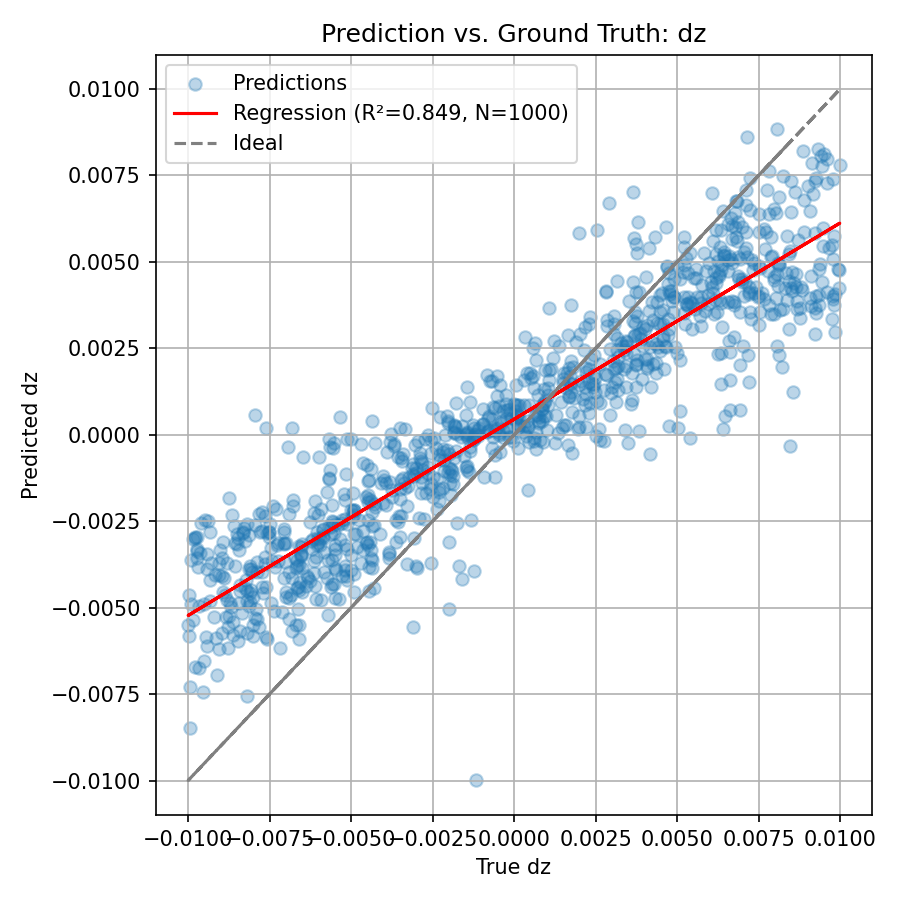 Prediction vs. Ground Truth: dz
Predictions
Regression (R²=0.849, N=1000)
Ideal
Predicted dz
0.0100
0.0075
0.0050
0.0025
0.0000
−0.0025
−0.0050
−0.0075
−0.0100
−0.0100 −0.0075 −0.0050 −0.0025 0.0000 0.0025 0.0050 0.0075 0.0100
True dz